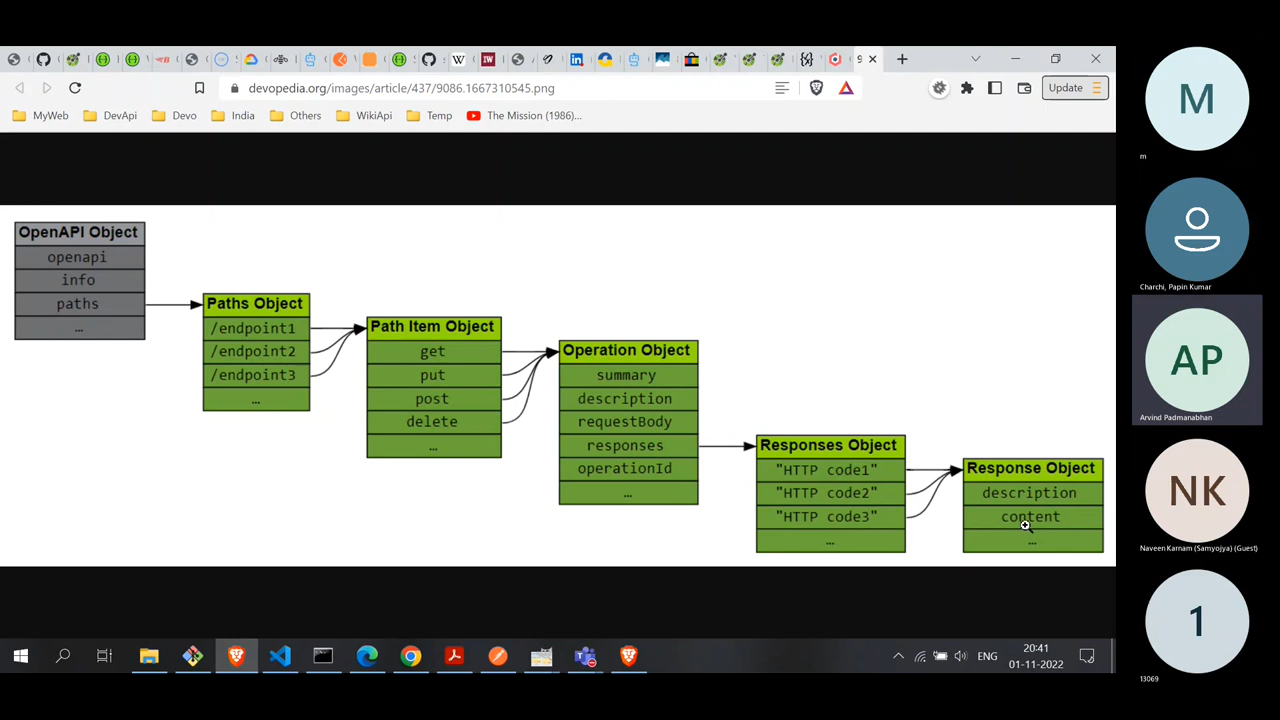 devopedia.org/images/article/437/9086.1667310545.png
Update
MyWeb
DevApi
Devo
India
Others
WikiApi
Temp
The Mission (1986)...
OpenAPI Object
openapi
info
paths
…
Paths Object
/endpoint1
/endpoint2
/endpoint3
…
Path Item Object
get
put
post
delete
…
Operation Object
summary
description
requestBody
responses
operationId
…
Responses Object
"HTTP code1"
"HTTP code2"
"HTTP code3"
…
Response Object
description
content
…
M
m
Charchi, Papin Kumar
AP
Arvind Padmanabhan
NK
Naveen Karnam (Samyojya) (Guest)
1
13069
ENG
20:41
01-11-2022